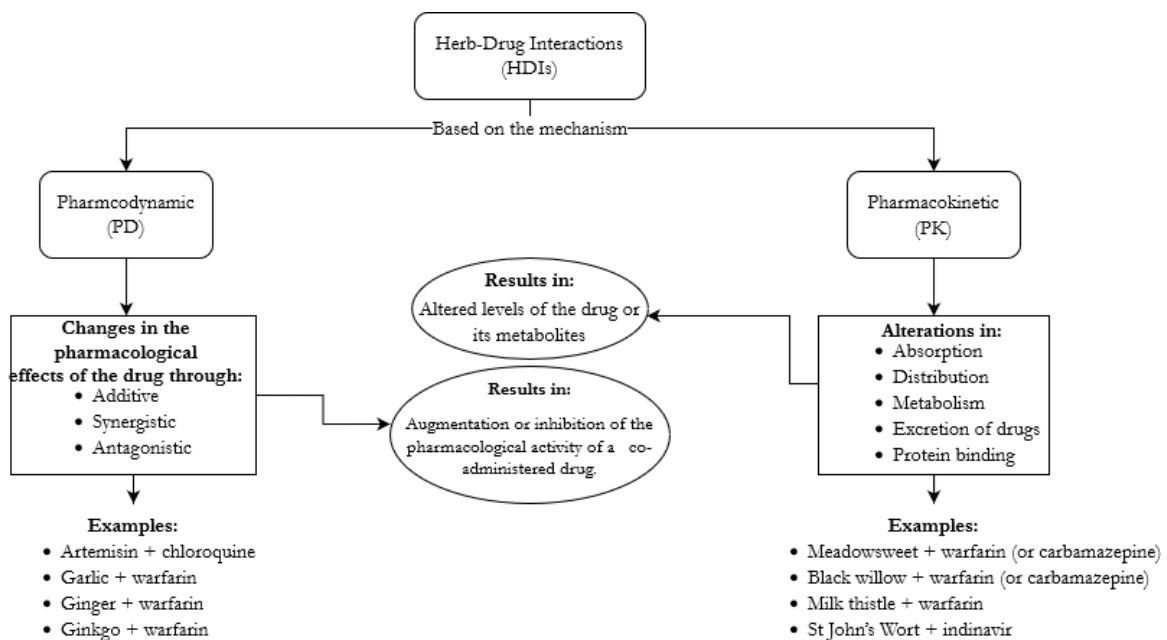 Herb-Drug Interactions
(HDIs)
Based on the mechanism
Pharmcodynamic
(PD)
Pharmacokinetic
(PK)
Changes in the
pharmacological
effects of the drug through:
• Additive
• Synergistic
• Antagonistic
Results in:
Altered levels of the drug or
its metabolites
Results in:
Augmentation or inhibition of the
pharmacological activity of a co-
administered drug.
Alterations in:
• Absorption
• Distribution
• Metabolism
• Excretion of drugs
• Protein binding
Examples:
• Artemisin + chloroquine
• Garlic + warfarin
• Ginger + warfarin
• Ginkgo + warfarin
Examples:
• Meadowsweet + warfarin (or carbamazepine)
• Black willow + warfarin (or carbamazepine)
• Milk thistle + warfarin
• St John's Wort + indinavir